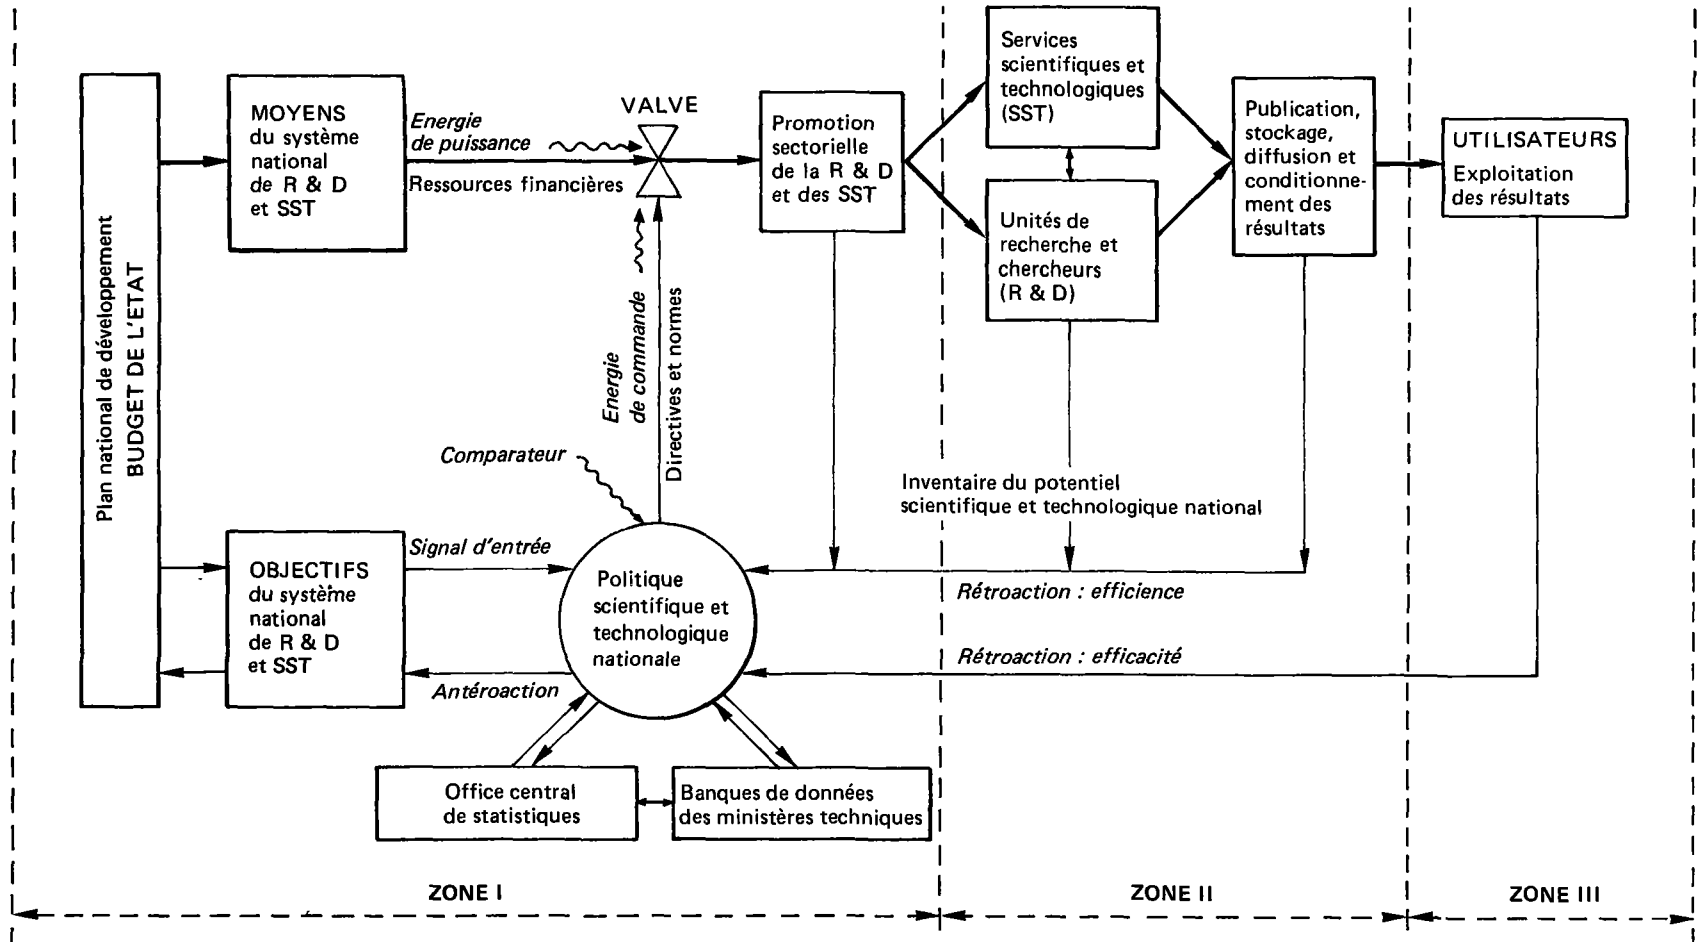 Plan national de développement
BUDGET DE L'ETAT
MOYENS
du système
national
de R & D
et SST
Energie
de puissance
Ressources financières
VALVE
Energie
de commande
Directives et normes
Promotion
sectorielle
de la R & D
et des SST
Services
scientifiques et
technologiques
(SST)
Unités de
recherche et
chercheurs
(R & D)
Publication,
stockage,
diffusion et
conditionne-
ment des
résultats
UTILISATEURS
Exploitation
des résultats
Comparateur
Inventaire du potentiel
scientifique et technologique national
OBJECTIFS
du système
national
de R & D
et SST
Signal d'entrée
Antéroaction
Politique
scientifique et
technologique
nationale
Rétroaction : efficience
Rétroaction : efficacité
Office central
de statistiques
Banques de données
des ministères techniques
ZONE I
ZONE II
ZONE III